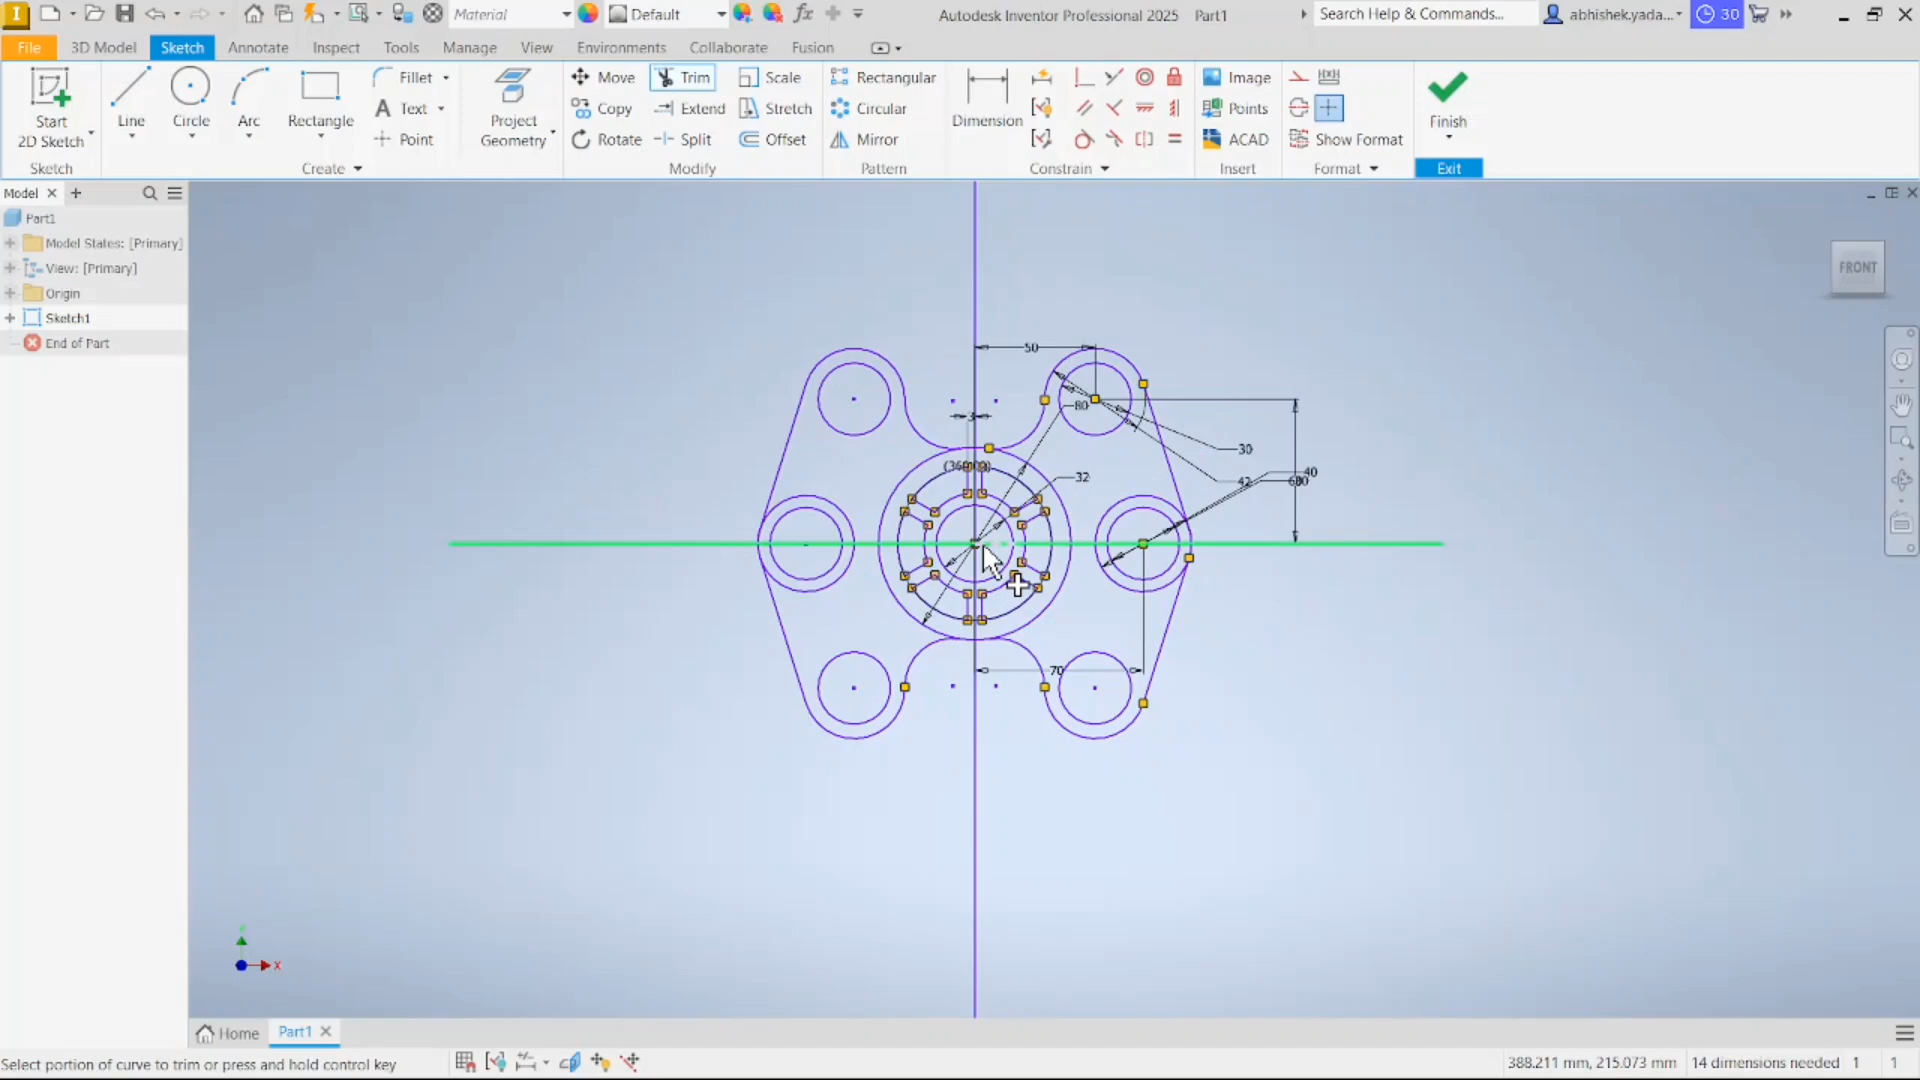 Material
Default
fx
Autodesk Inventor Professional 2025 Part1
Search Help & Commands...
abhishek.yada...
30
File
3D Model
Sketch
Annotate
Inspect
Tools
Manage
View
Environments
Collaborate
Fusion
Start
2D Sketch
Line
Circle
Arc
Rectangle
Fillet
Text
Point
Project
Geometry
Move
Copy
Rotate
Trim
Extend
Split
Scale
Stretch
Offset
Rectangular
Circular
Mirror
Dimension
Image
Points
ACAD
Show Format
Finish
Sketch
Create
Modify
Pattern
Constrain
Insert
Format
Exit
Model
Part1
Model States: [Primary]
View: [Primary]
Origin
Sketch1
End of Part
FRONT
50
80
3
30
32
40
42
70
X
Home
Part1
Select portion of curve to trim or press and hold control key
388.211 mm, 215.073 mm
14 dimensions needed
1
1